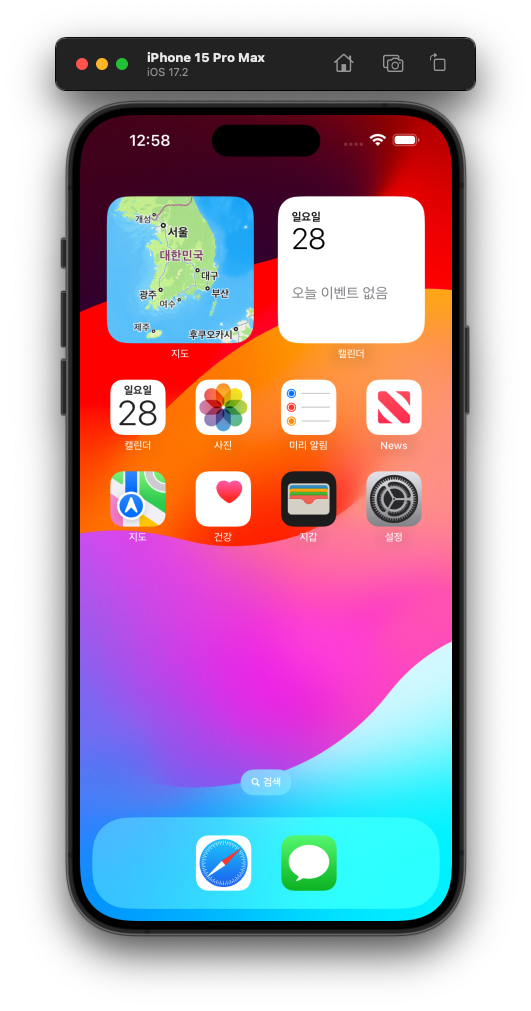 iPhone 15 Pro Max
iOS 17.2
12:58
개성
서울
대한민국
대구
광주
부산
여수
제주
후쿠오카시
일요일
28
오늘 이벤트 없음
지도
캘린더
일요일
28
캘린더
사진
미리 알림
News
지도
건강
지갑
설정
검색